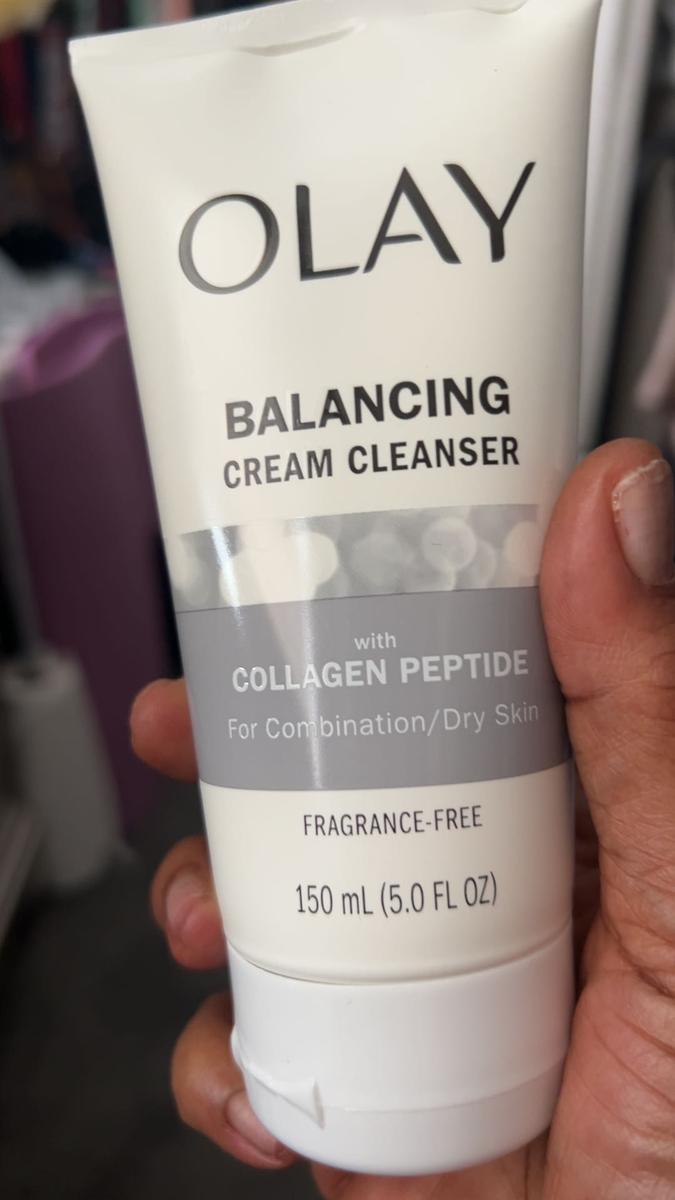 OLAY
BALANCING
CREAM CLEANSER
with
COLLAGEN PEPTIDE
For Combination/Dry Skin
FRAGRANCE-FREE
150 mL (5.0 FL OZ)